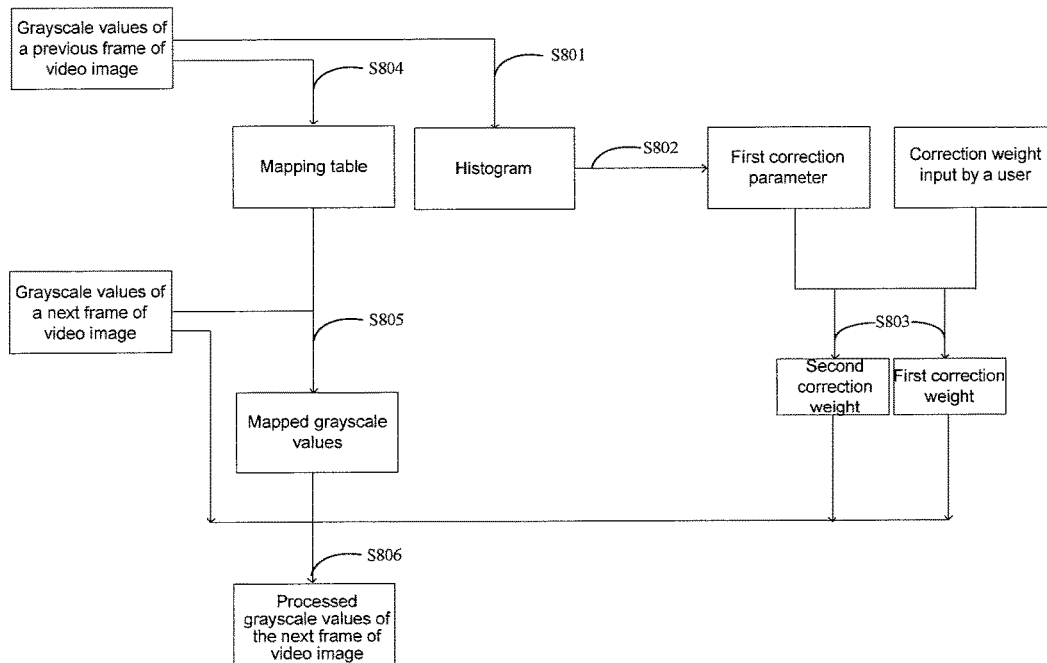 Grayscale values of
a previous frame of
video image
S801
S804
Mapping table
Histogram
S802
First correction
parameter
Correction weight
input by a user
Grayscale values of
a next frame of
video image
S805
S803
Second
correction
weight
First correction
weight
Mapped grayscale
values
S806
Processed
grayscale values of
the next frame of
video image